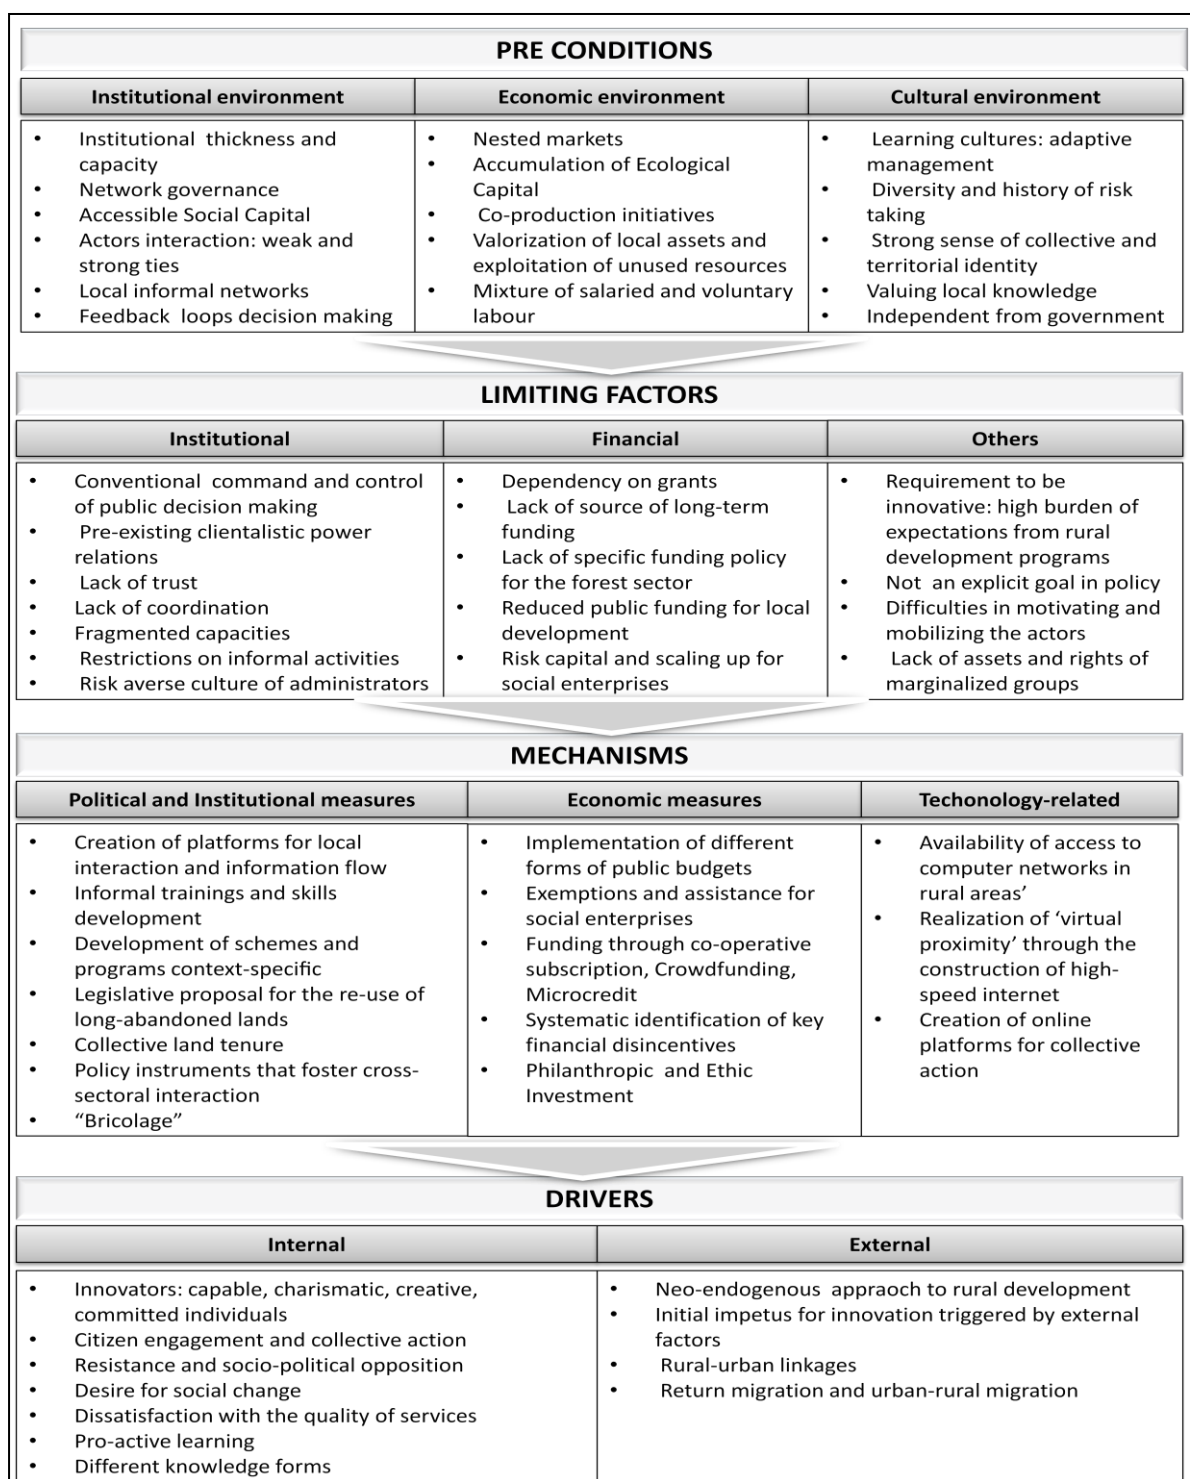 PRE CONDITIONS
Institutional environment
• Institutional thickness and
capacity
• Network governance
• Accessible Social Capital
• Actors interaction: weak and
strong ties
• Local informal networks
• Feedback loops decision making
Economic environment
• Nested markets
• Accumulation of Ecological
Capital
• Co-production initiatives
• Valorization of local assets and
exploitation of unused resources
• Mixture of salaried and voluntary
labour
Cultural environment
• Learning cultures: adaptive
management
• Diversity and history of risk
taking
• Strong sense of collective and
territorial identity
• Valuing local knowledge
• Independent from government
LIMITING FACTORS
Institutional
• Conventional command and control
of public decision making
• Pre-existing clientalistic power
relations
• Lack of trust
• Lack of coordination
• Fragmented capacities
• Restrictions on informal activities
• Risk averse culture of administrators
Financial
• Dependency on grants
• Lack of source of long-term
funding
• Lack of specific funding policy
for the forest sector
• Reduced public funding for local
development
• Risk capital and scaling up for
social enterprises
Others
• Requirement to be
innovative: high burden of
expectations from rural
development programs
• Not an explicit goal in policy
• Difficulties in motivating and
mobilizing the actors
• Lack of assets and rights of
marginalized groups
MECHANISMS
Political and Institutional measures
• Creation of platforms for local
interaction and information flow
• Informal trainings and skills
development
• Development of schemes and
programs context-specific
• Legislative proposal for the re-use of
long-abandoned lands
• Collective land tenure
• Policy instruments that foster cross-
sectoral interaction
• “Bricolage”
Economic measures
• Implementation of different
forms of public budgets
• Exemptions and assistance for
social enterprises
• Funding through co-operative
subscription, Crowdfunding,
Microcredit
• Systematic identification of key
financial disincentives
• Philanthropic and Ethic
Investment
Techonology-related
• Availability of access to
computer networks in
rural areas’
• Realization of ‘virtual
proximity’ through the
construction of high-
speed internet
• Creation of online
platforms for collective
action
DRIVERS
Internal
• Innovators: capable, charismatic, creative,
committed individuals
• Citizen engagement and collective action
• Resistance and socio-political opposition
• Desire for social change
• Dissatisfaction with the quality of services
• Pro-active learning
• Different knowledge forms
External
• Neo-endogenous appraoch to rural development
• Initial impetus for innovation triggered by external
factors
• Rural-urban linkages
• Return migration and urban-rural migration